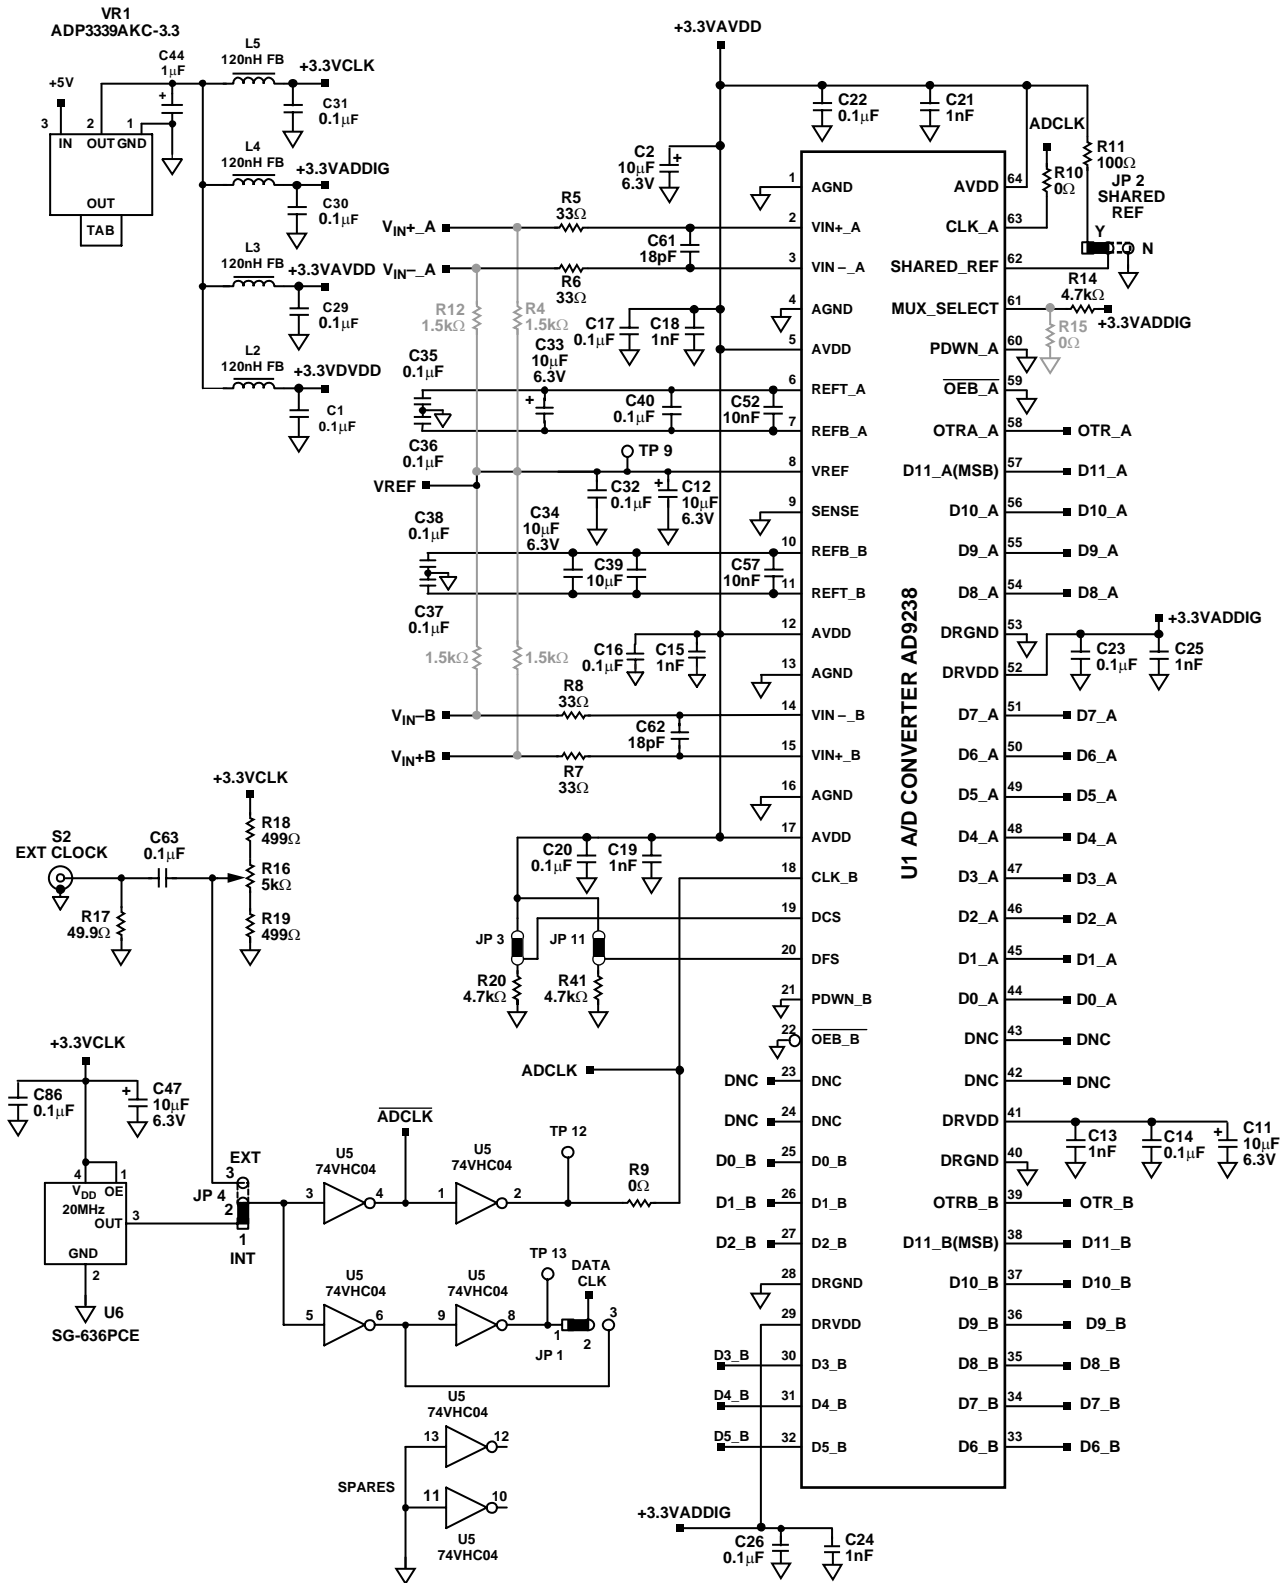 VR1
ADP3339AKC-3.3
+5V
3
2
1
IN
OUT
GND
OUT
TAB
C44
1µF
L5
120nH FB
+3.3VCLK
C31
0.1µF
L4
120nH FB
+3.3VADDIG
C30
0.1µF
L3
120nH FB
+3.3VAVDD
C29
0.1µF
L2
120nH FB
+3.3VDVDD
C1
0.1µF
+3.3VAVDD
C22
0.1µF
C21
1nF
ADCLK
R11
100Ω
R10
0Ω
JP 2
SHARED
REF
Y
N
C2
10µF
6.3V
VIN+_A
R5
33Ω
C61
18pF
VIN–_A
R6
33Ω
R12
1.5kΩ
R4
1.5kΩ
C17
0.1µF
C18
1nF
R14
4.7kΩ
+3.3VADDIG
R15
0Ω
C35
0.1µF
C33
10µF
6.3V
C40
0.1µF
C52
10nF
C36
0.1µF
TP 9
VREF
C32
0.1µF
C12
10µF
6.3V
C38
0.1µF
C34
10µF
6.3V
C39
10µF
C57
10nF
C37
0.1µF
1.5kΩ
1.5kΩ
C16
0.1µF
C15
1nF
VIN–B
R8
33Ω
C62
18pF
VIN+B
R7
33Ω
U1 A/D CONVERTER AD9238
1 AGND
2 VIN+_A
3 VIN–_A
4 AGND
5 AVDD
6 REFT_A
7 REFB_A
8 VREF
9 SENSE
10 REFB_B
11 REFT_B
12 AVDD
13 AGND
14 VIN–_B
15 VIN+_B
16 AGND
17 AVDD
18 CLK_B
19 DCS
20 DFS
21 PDWN_B
22 OEB_B
DNC 23 DNC
DNC 24 DNC
D0_B 25 D0_B
D1_B 26 D1_B
D2_B 27 D2_B
28 DRGND
29 DRVDD
D3_B 30 D3_B
D4_B 31 D4_B
D5_B 32 D5_B
AVDD 64
CLK_A 63
SHARED_REF 62
MUX_SELECT 61
PDWN_A 60
OEB_A 59
OTRA_A 58 OTR_A
D11_A(MSB) 57 D11_A
D10_A 56 D10_A
D9_A 55 D9_A
D8_A 54 D8_A
DRGND 53
DRVDD 52
+3.3VADDIG
C23
0.1µF
C25
1nF
D7_A 51 D7_A
D6_A 50 D6_A
D5_A 49 D5_A
D4_A 48 D4_A
D3_A 47 D3_A
D2_A 46 D2_A
D1_A 45 D1_A
D0_A 44 D0_A
DNC 43 DNC
DNC 42 DNC
DRVDD 41
DRGND 40
C13
1nF
C14
0.1µF
C11
10µF
6.3V
OTRB_B 39 OTR_B
D11_B(MSB) 38 D11_B
D10_B 37 D10_B
D9_B 36 D9_B
D8_B 35 D8_B
D7_B 34 D7_B
D6_B 33 D6_B
+3.3VCLK
R18
499Ω
S2
EXT CLOCK
C63
0.1µF
R16
5kΩ
R17
49.9Ω
R19
499Ω
C20
0.1µF
C19
1nF
JP 3
JP 11
R20
4.7kΩ
R41
4.7kΩ
+3.3VCLK
C86
0.1µF
C47
10µF
6.3V
4
1
VDD
OE
20MHz
OUT
3
GND
2
U6
SG-636PCE
EXT
3
JP 4
2
1
INT
ADCLK
ADCLK
U5
74VHC04
3
4
U5
74VHC04
1
2
TP 12
R9
0Ω
U5
74VHC04
5
6
U5
74VHC04
9
8
TP 13
DATA
CLK
3
1
2
JP 1
U5
74VHC04
13
12
SPARES
11
10
U5
74VHC04
+3.3VADDIG
C26
0.1µF
C24
1nF